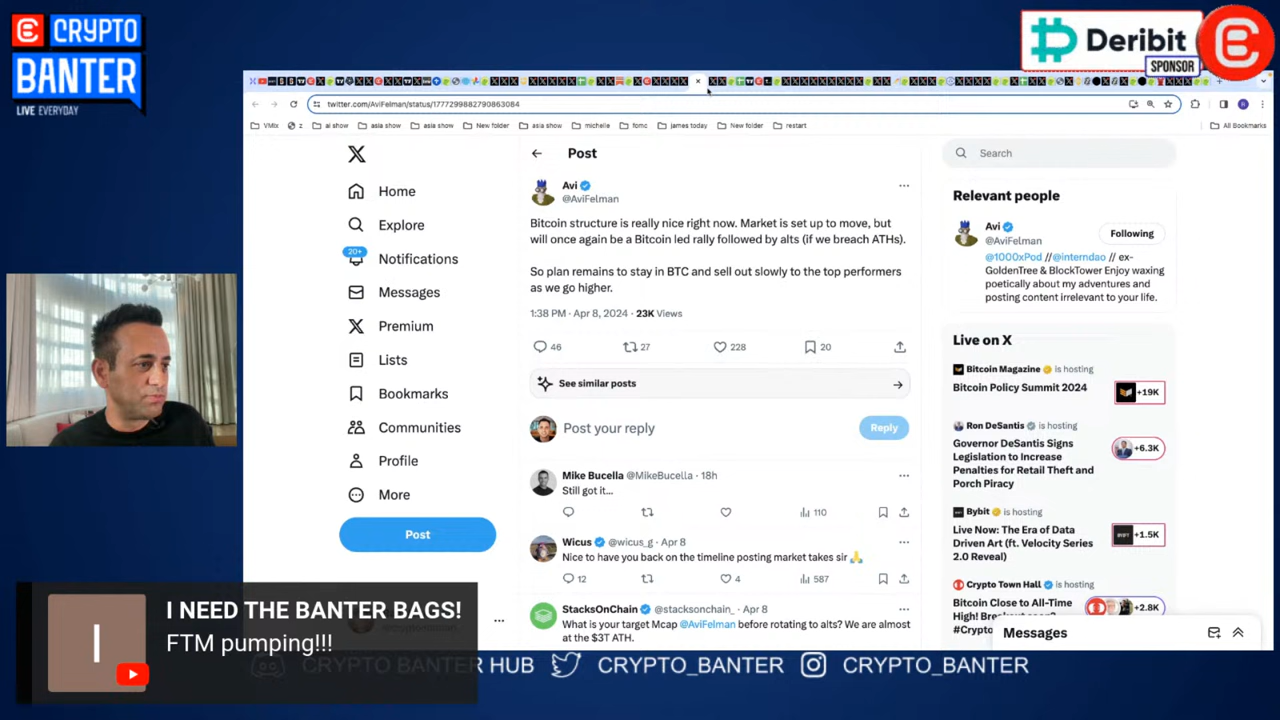 CRYPTO
BANTER
LIVE EVERYDAY
Deribit
SPONSOR
twitter.com/AviFelman/status/1777299882790863084
VMix
z
ai show
asia show
asia show
New folder
asia show
michelle
fomc
james today
New folder
restart
All Bookmarks
Home
Explore
20+
Notifications
Messages
Premium
Lists
Bookmarks
Communities
Profile
More
Post
Post
Avi
@AviFelman
Bitcoin structure is really nice right now. Market is set up to move, but
will once again be a Bitcoin led rally followed by alts (if we breach ATHs).
So plan remains to stay in BTC and sell out slowly to the top performers
as we go higher.
1:38 PM · Apr 8, 2024 · 23K Views
46
27
228
20
See similar posts
Post your reply
Reply
Mike Bucella @MikeBucella · 18h
Still got it...
110
Wicus @wicus_g · Apr 8
Nice to have you back on the timeline posting market takes sir 🙏
12
4
587
StacksOnChain @stacksonchain_ · Apr 8
What is your target Mcap @AviFelman before rotating to alts? We are almost
at the $3T ATH.
Search
Relevant people
Avi
@AviFelman
Following
@1000xPod //@interndao // ex-
GoldenTree & BlockTower Enjoy waxing
poetically about my adventures and
posting content irrelevant to your life.
Live on X
Bitcoin Magazine is hosting
Bitcoin Policy Summit 2024
+19K
Ron DeSantis is hosting
Governor DeSantis Signs
Legislation to Increase
Penalties for Retail Theft and
Porch Piracy
+6.3K
Bybit is hosting
Live Now: The Era of Data
Driven Art (ft. Velocity Series
2.0 Reveal)
+1.5K
Crypto Town Hall is hosting
Bitcoin Close to All-Time
+2.8K
Messages
I
I NEED THE BANTER BAGS!
FTM pumping!!!
HUB
CRYPTO_BANTER
CRYPTO_BANTER